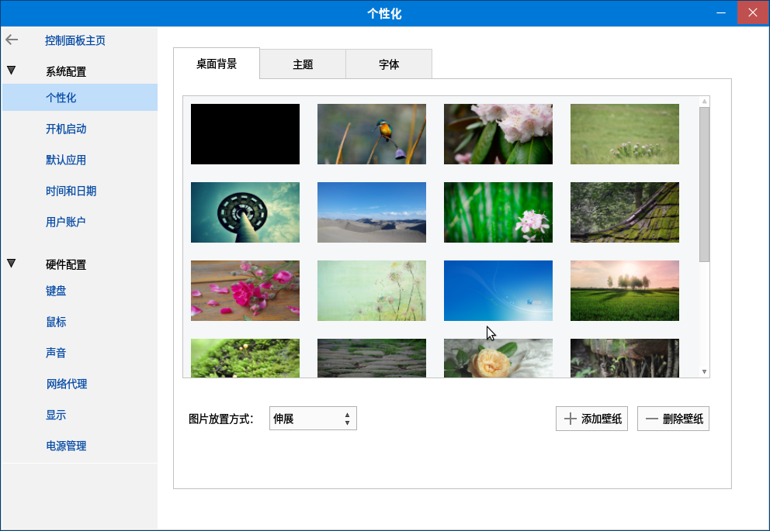 个性化
控制面板主页
系统配置
个性化
开机启动
默认应用
时间和日期
用户账户
硬件配置
键盘
鼠标
声音
网络代理
显示
电源管理
桌面背景
主题
字体
图片放置方式:
伸展
添加壁纸
删除壁纸